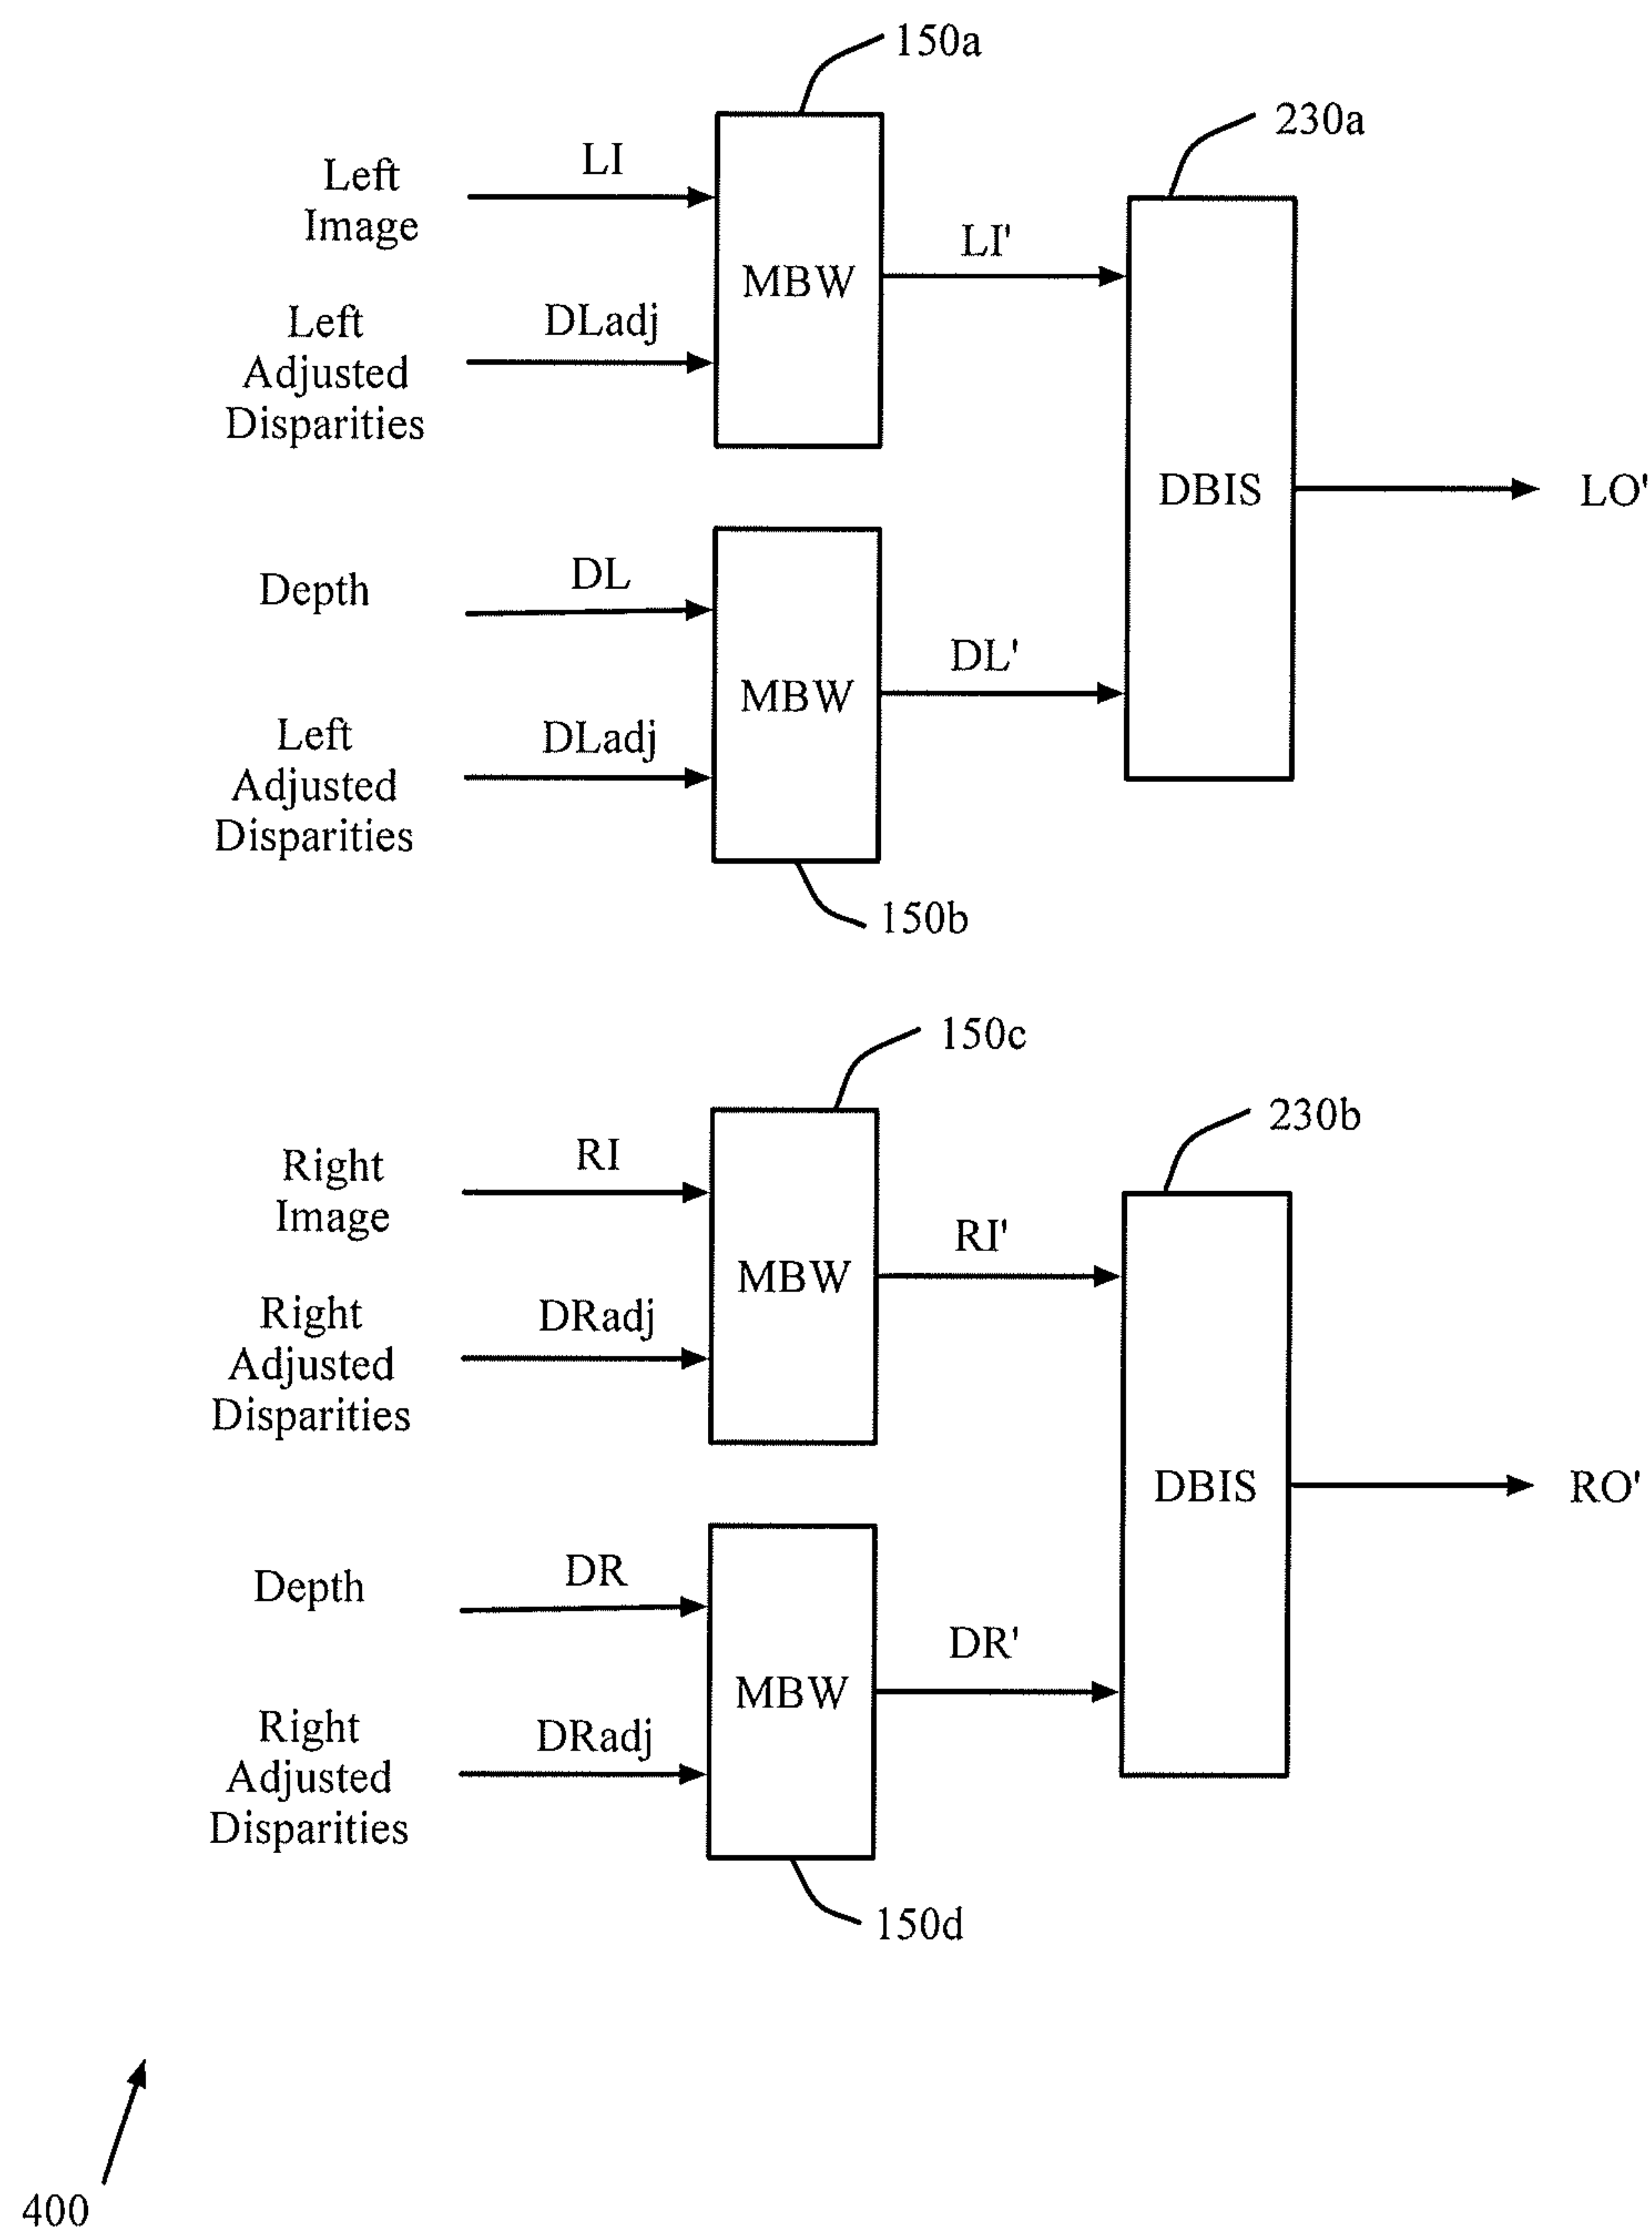 150a
230a
Left
Image
LI
LI'
MBW
Left
Adjusted
Disparities
DLadj
DBIS
LO'
Depth
DL
DL'
MBW
Left
Adjusted
Disparities
DLadj
150b
150c
230b
Right
Image
RI
RI'
MBW
Right
Adjusted
Disparities
DRadj
DBIS
RO'
Depth
DR
DR'
MBW
Right
Adjusted
Disparities
DRadj
150d
400